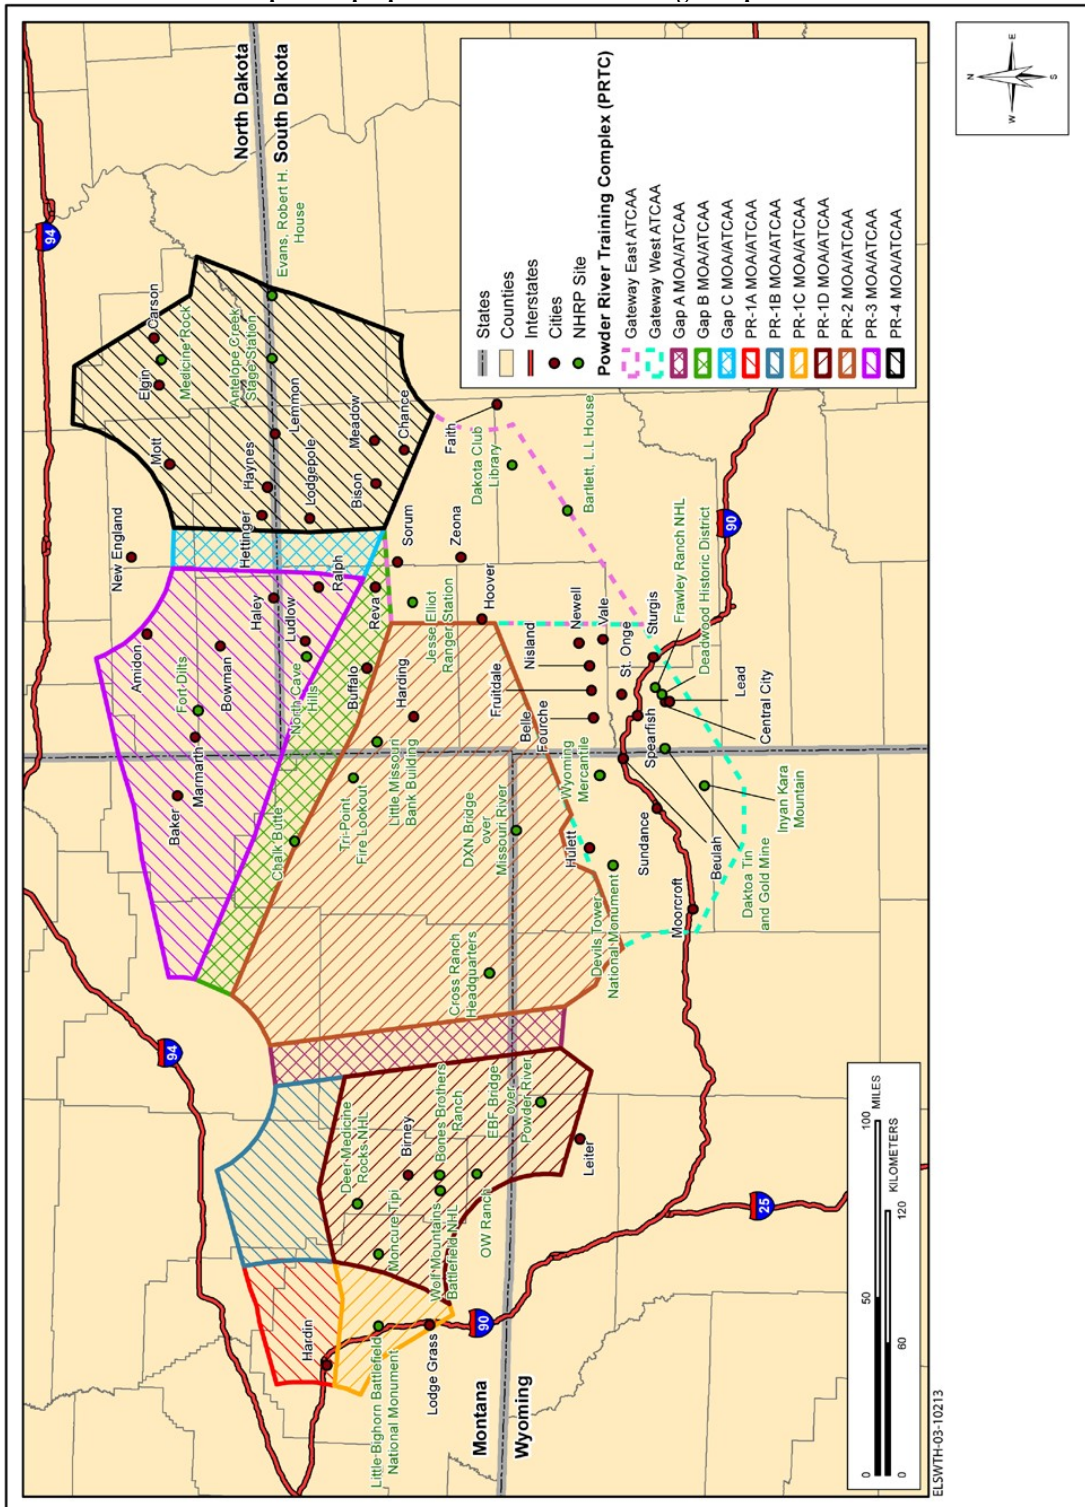 94
North Dakota
South Dakota
Evans, Robert H.
House
Carson
Medicine Rock
Antelope Creek
Stage Station
Elgin
Mott
Lemmon
Haynes
Lodgepole
Meadow
Chance
Bison
Hettinger
New England
Faith
Dakota Club
Library
Bartlett, L.L House
Sorum
Zeona
Ralph
Reva
Haley
Ludlow
Amidon
Bowman
Fort-Dilts
North Cave
Hills
Buffalo
Harding
Jesse Elliot
Ranger Station
Hoover
Newell
Vale
Nisland
St. Onge
Sturgis
Fruitdale
Belle
Fourche
Frawley Ranch NHL
Deadwood Historic District
Lead
Central City
Spearfish
90
Marmarth
Baker
Chalk Butte
Tri-Point
Fire Lookout
Little Missouri
Bank Building
DXN Bridge
over
Missouri River
Wyoming
Mercantile
Hulett
Sundance
Beulah
Inyan Kara
Mountain
Daktoa Tin
and Gold Mine
Moorcroft
Devils Tower
National Monument
Cross Ranch
Headquarters
94
Deer Medicine
Rocks NHL
Birney
Bones Brothers
Ranch
EBF Bridge
over
Powder River
Leiter
Moncure Tipi
Wolf Mountains
Battlefield NHL
OW Ranch
25
Hardin
Little Bighorn Battlefield
National Monument
Lodge Grass
90
Montana
Wyoming
States
Counties
Interstates
Cities
NHRP Site
Powder River Training Complex (PRTC)
Gateway East ATCAA
Gateway West ATCAA
Gap A MOA/ATCAA
Gap B MOA/ATCAA
Gap C MOA/ATCAA
PR-1A MOA/ATCAA
PR-1B MOA/ATCAA
PR-1C MOA/ATCAA
PR-1D MOA/ATCAA
PR-2 MOA/ATCAA
PR-3 MOA/ATCAA
PR-4 MOA/ATCAA
N
E
S
W
0 50 100
MILES
KILOMETERS
0 60 120
ELSWTH-03-10213